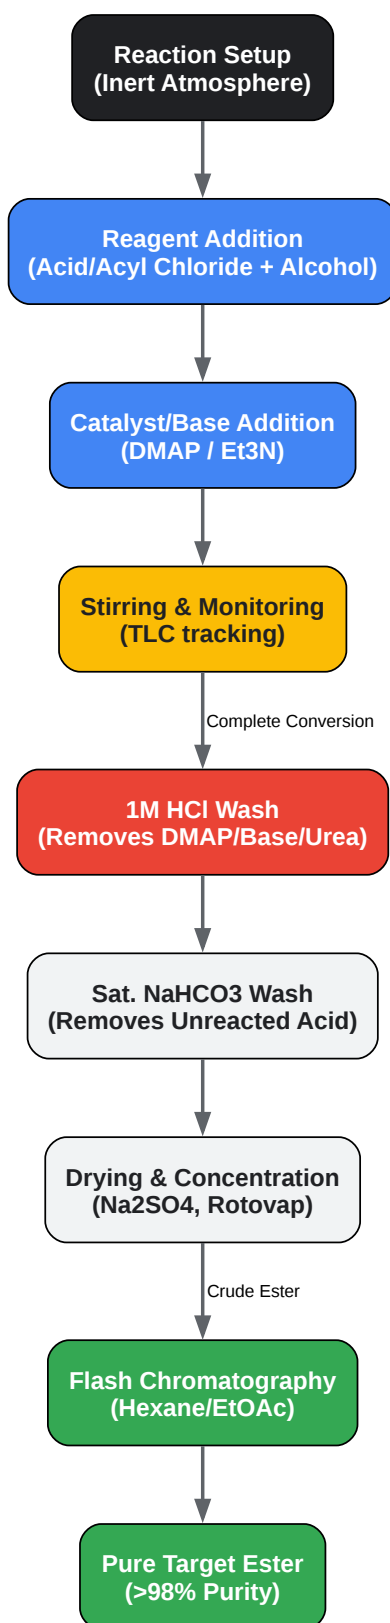 Reaction Setup
(Inert Atmosphere)
Reagent Addition
(Acid/Acyl Chloride + Alcohol)
Catalyst/Base Addition
(DMAP / Et3N)
Stirring & Monitoring
(TLC tracking)
Complete Conversion
1M HCl Wash
(Removes DMAP/Base/Urea)
Sat. NaHCO3 Wash
(Removes Unreacted Acid)
Drying & Concentration
(Na2SO4, Rotovap)
Crude Ester
Flash Chromatography
(Hexane/EtOAc)
Pure Target Ester
(>98% Purity)